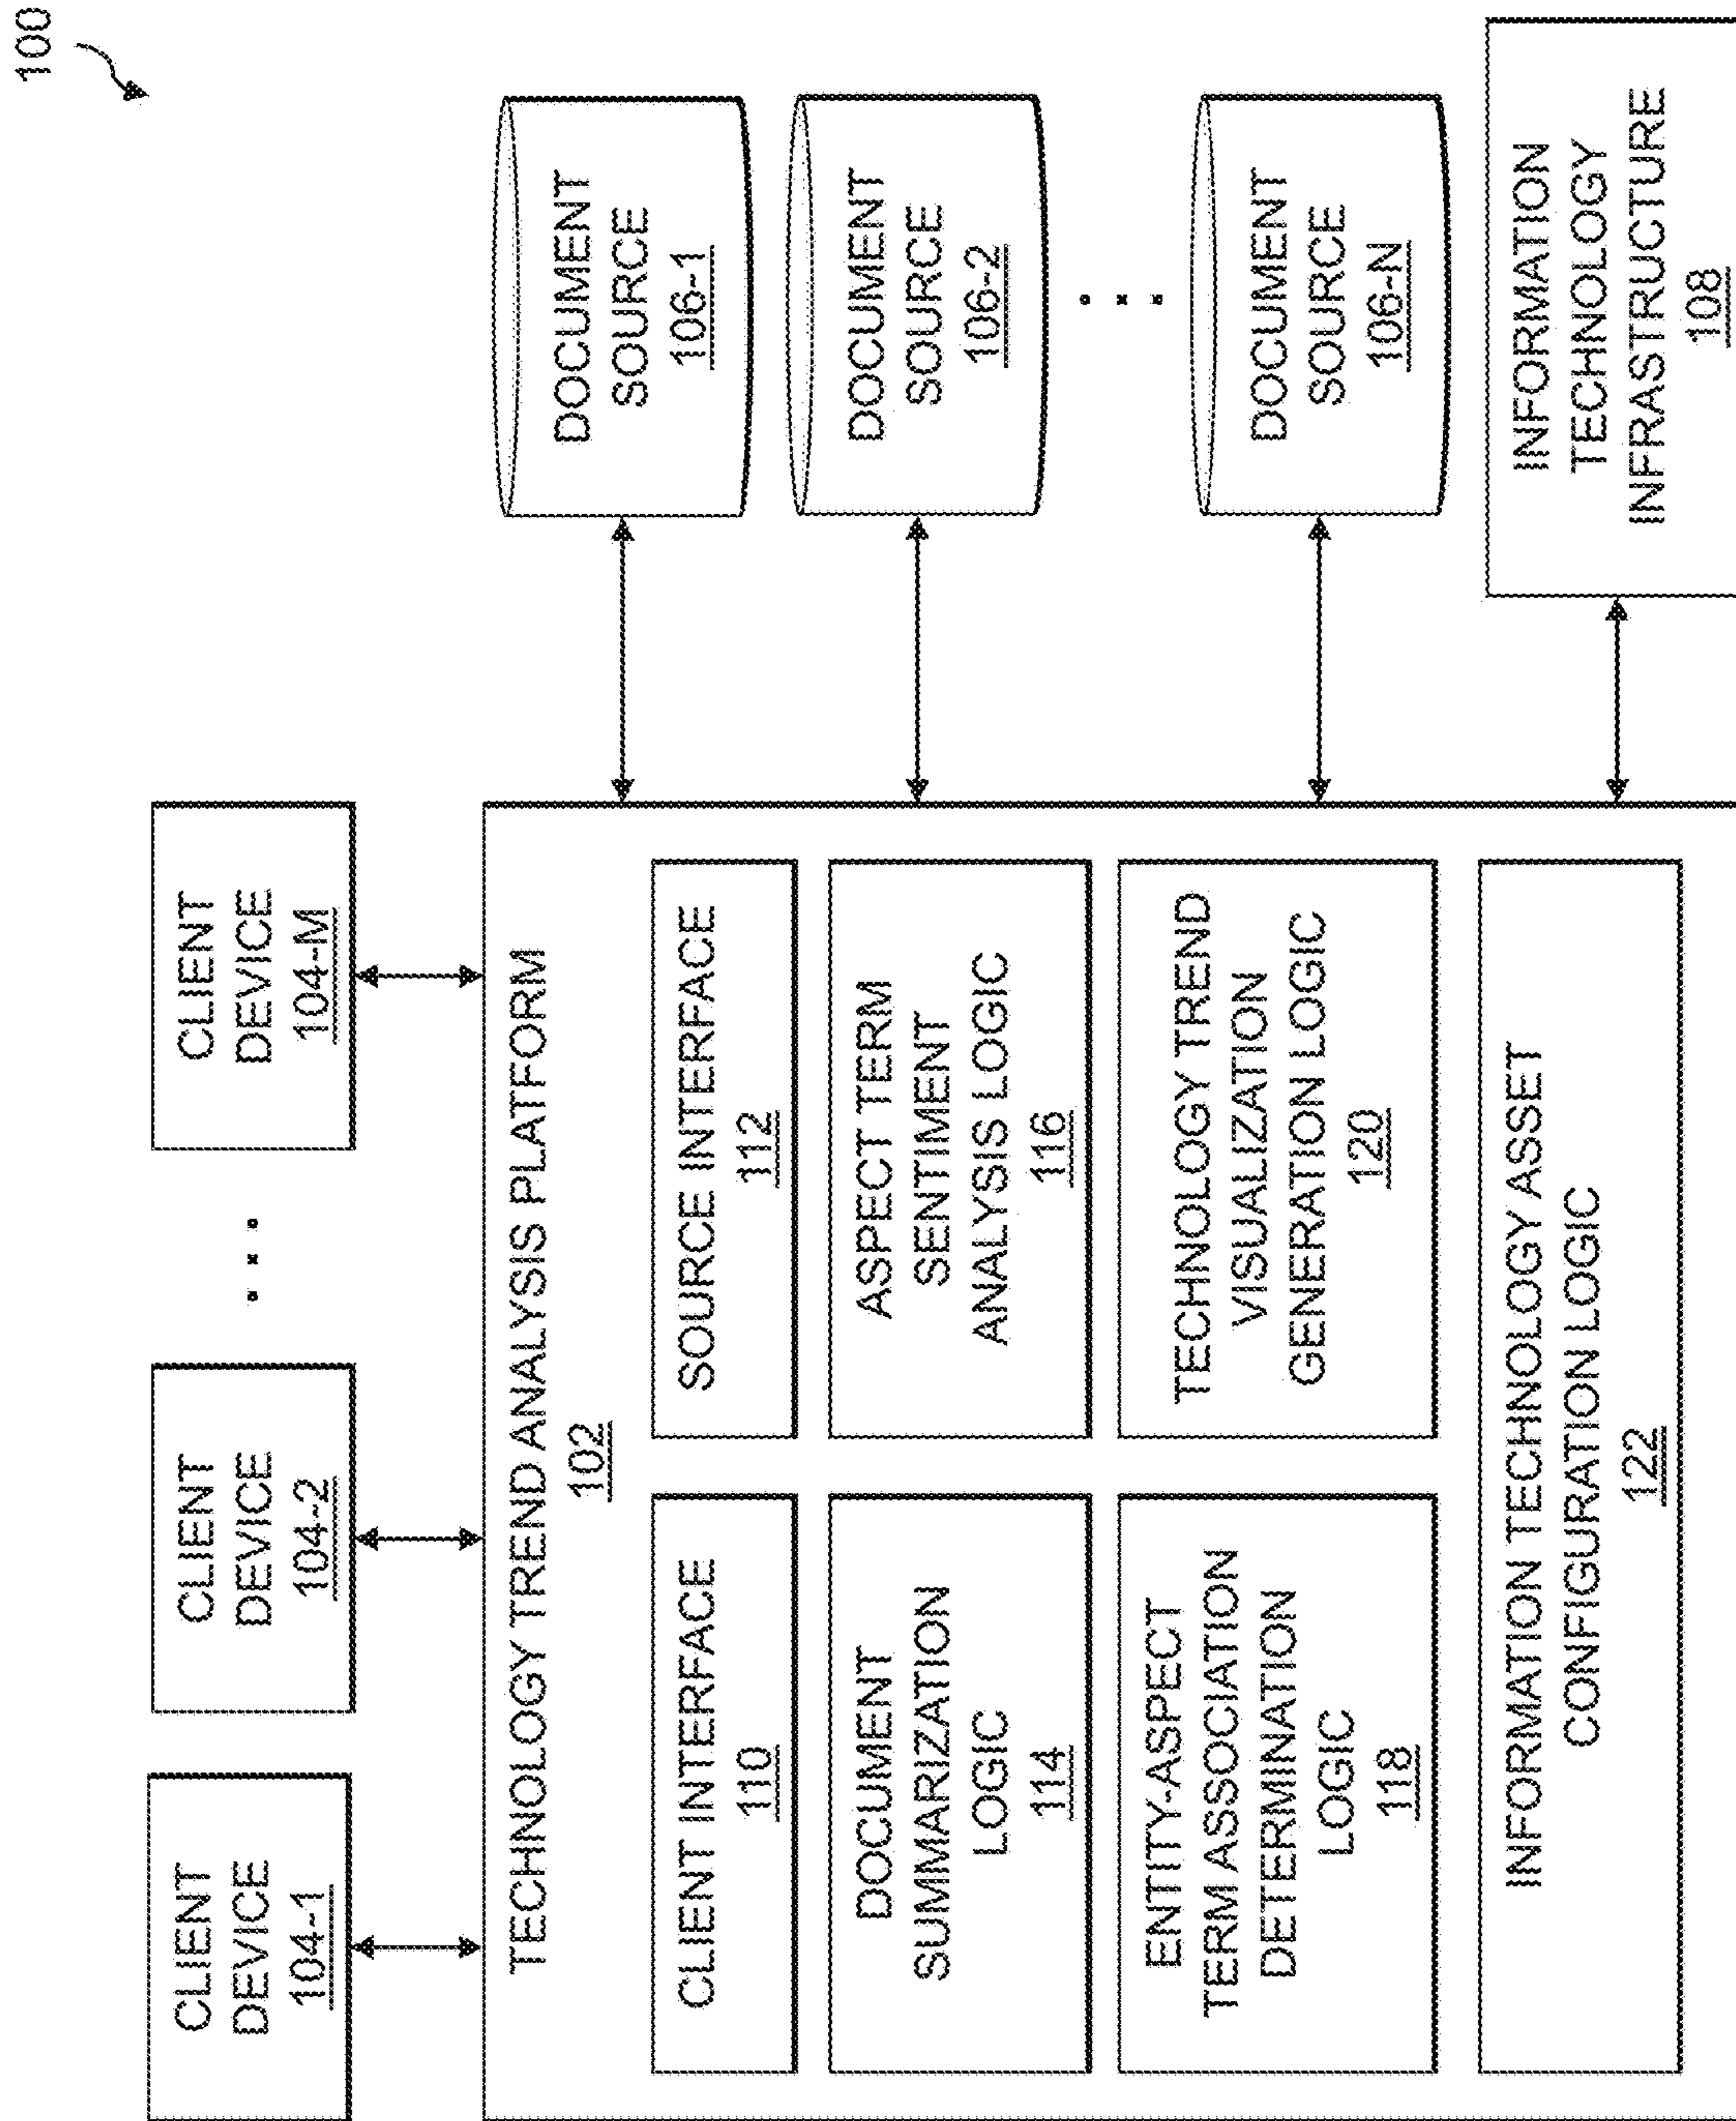 100
CLIENT
DEVICE
104-1
CLIENT
DEVICE
104-2
CLIENT
DEVICE
104-M
TECHNOLOGY TREND ANALYSIS PLATFORM
102
CLIENT INTERFACE
110
SOURCE INTERFACE
112
DOCUMENT
SUMMARIZATION
LOGIC
114
ASPECT TERM
SENTIMENT
ANALYSIS LOGIC
116
ENTITY-ASPECT
TERM ASSOCIATION
DETERMINATION
LOGIC
118
TECHNOLOGY TREND
VISUALIZATION
GENERATION LOGIC
120
INFORMATION TECHNOLOGY ASSET
CONFIGURATION LOGIC
122
DOCUMENT
SOURCE
106-1
DOCUMENT
SOURCE
106-2
DOCUMENT
SOURCE
106-N
INFORMATION
TECHNOLOGY
INFRASTRUCTURE
108